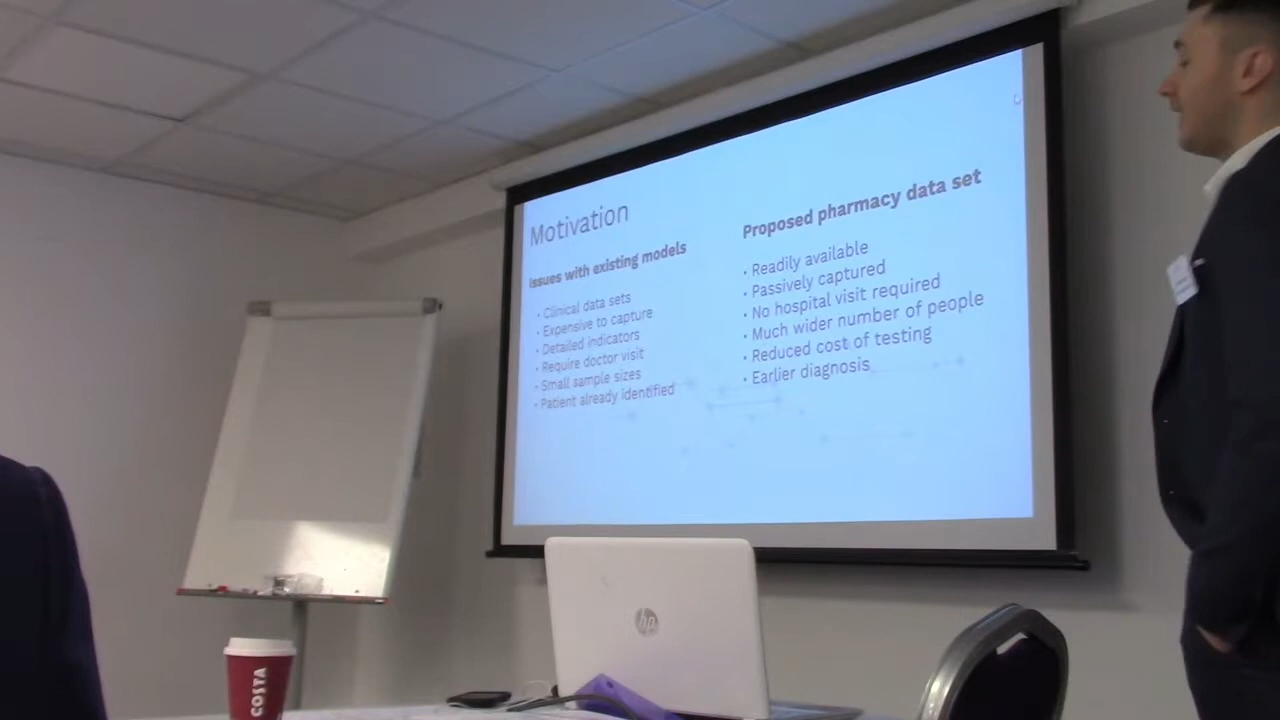 Motivation
Issues with existing models
• Clinical data sets
• Expensive to capture
• Detailed indicators
• Require doctor visit
• Small sample sizes
• Patient already identified
Proposed pharmacy data set
• Readily available
• Passively captured
• No hospital visit required
• Much wider number of people
• Reduced cost of testing
• Earlier diagnosis
hp
COSTA